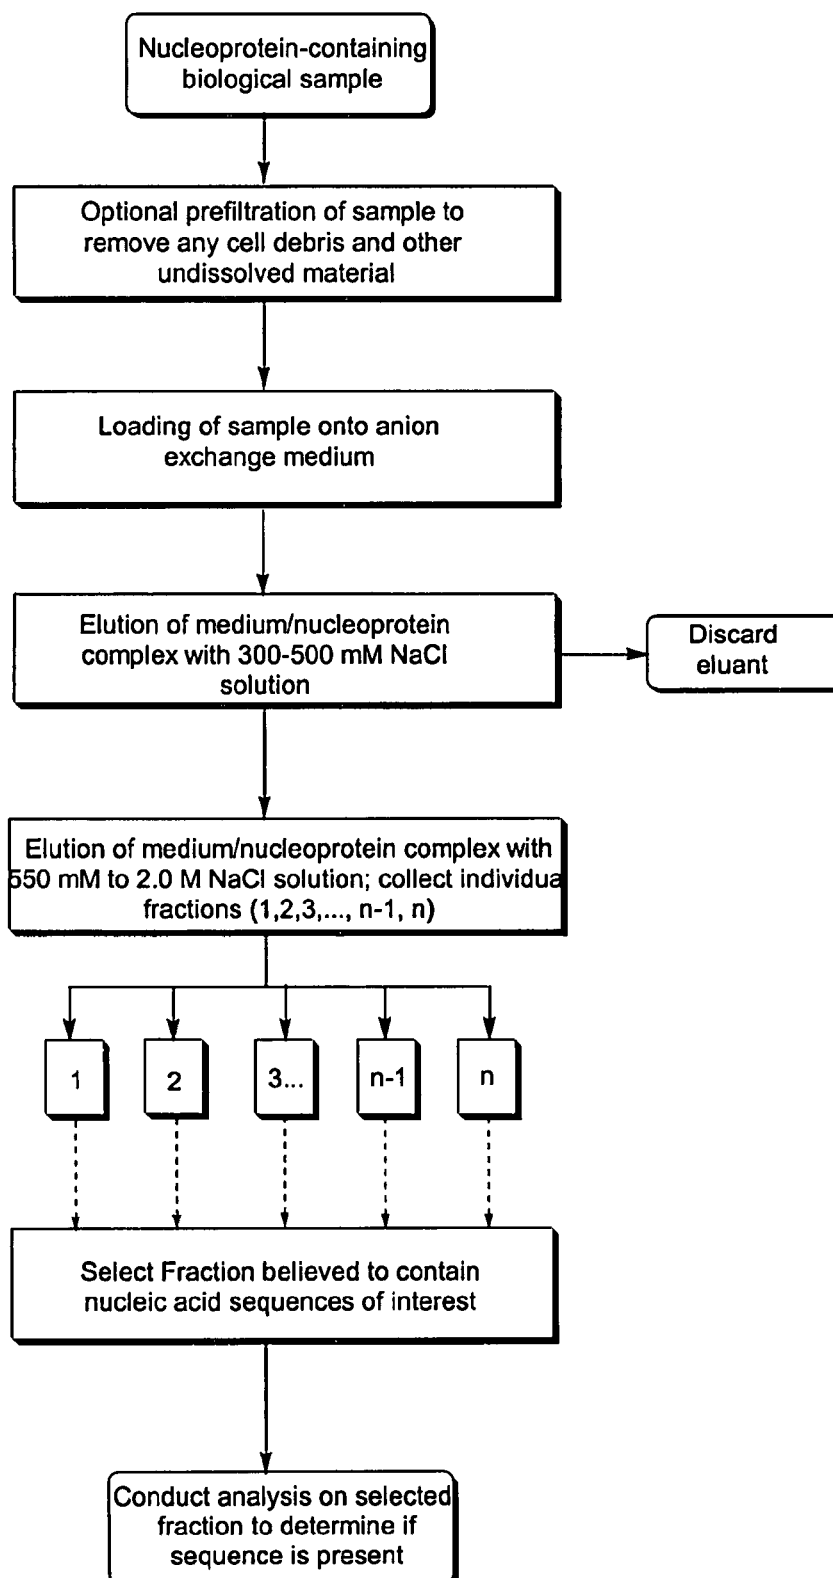 Nucleoprotein-containing
biological sample
Optional prefiltration of sample to
remove any cell debris and other
undissolved material
Loading of sample onto anion
exchange medium
Elution of medium/nucleoprotein
complex with 300-500 mM NaCl
solution
Discard
eluant
Elution of medium/nucleoprotein complex with
550 mM to 2.0 M NaCl solution; collect individua
fractions (1,2,3,..., n-1, n)
1
2
3...
n-1
n
Select Fraction believed to contain
nucleic acid sequences of interest
Conduct analysis on selected
fraction to determine if
sequence is present